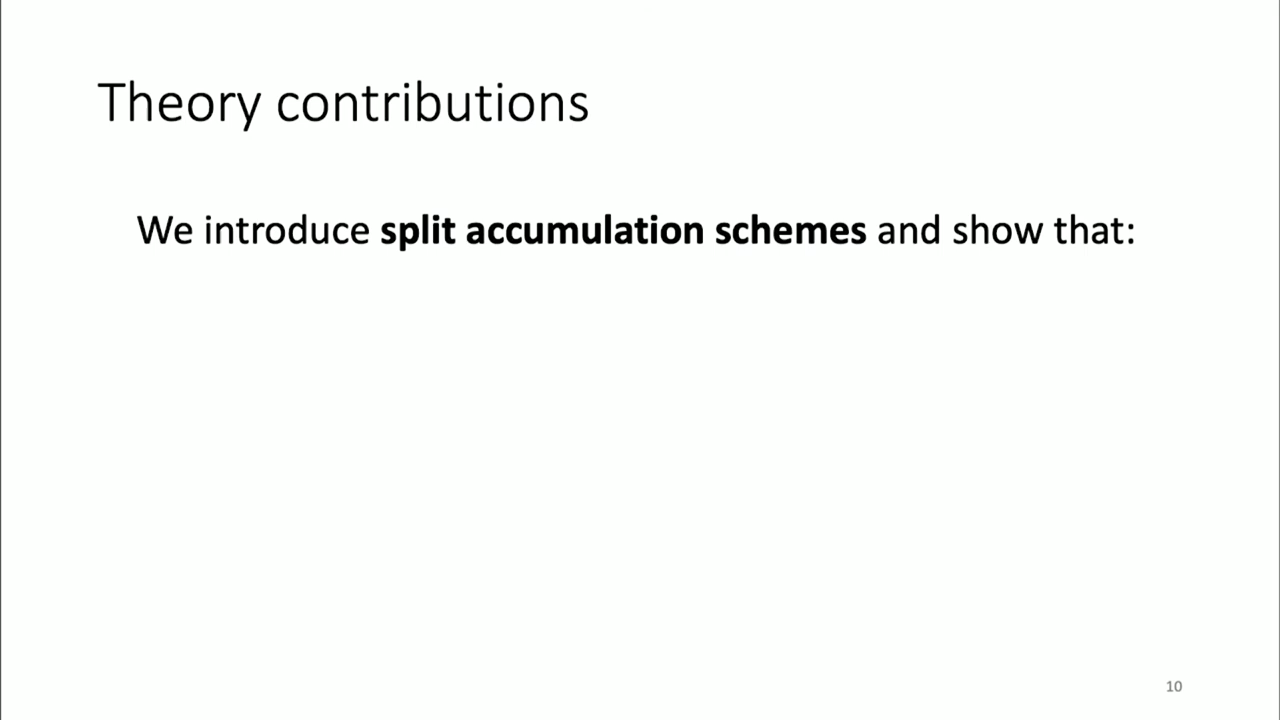 Theory contributions
We introduce split accumulation schemes and show that:
10